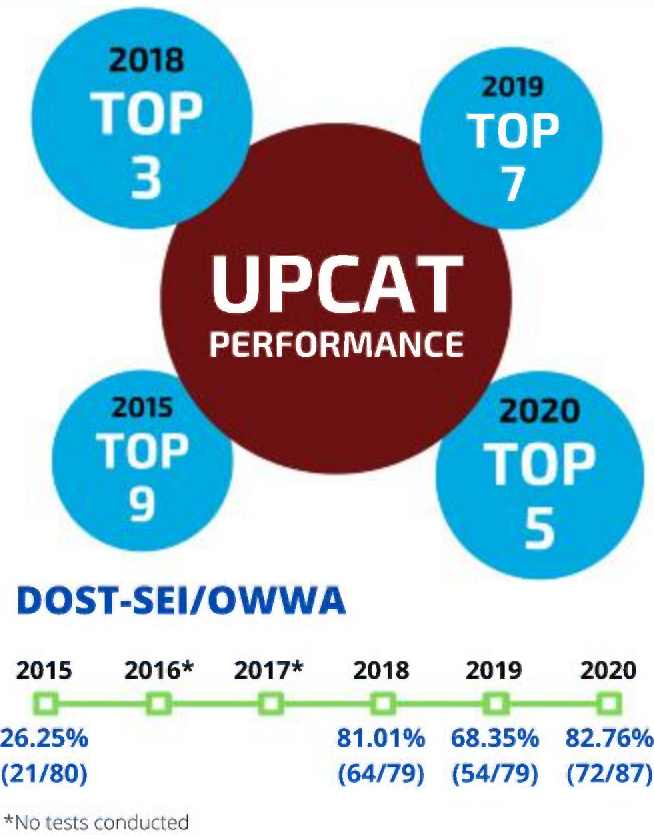 2018
TOP
3
2019
TOP
7
UPCAT
PERFORMANCE
2015
TOP
9
2020
TOP
5
DOST-SEI/OWWA
2015 2016* 2017* 2018 2019 2020
26.25% 81.01% 68.35% 82.76%
(21/80) (64/79) (54/79) (72/87)
*No tests conducted